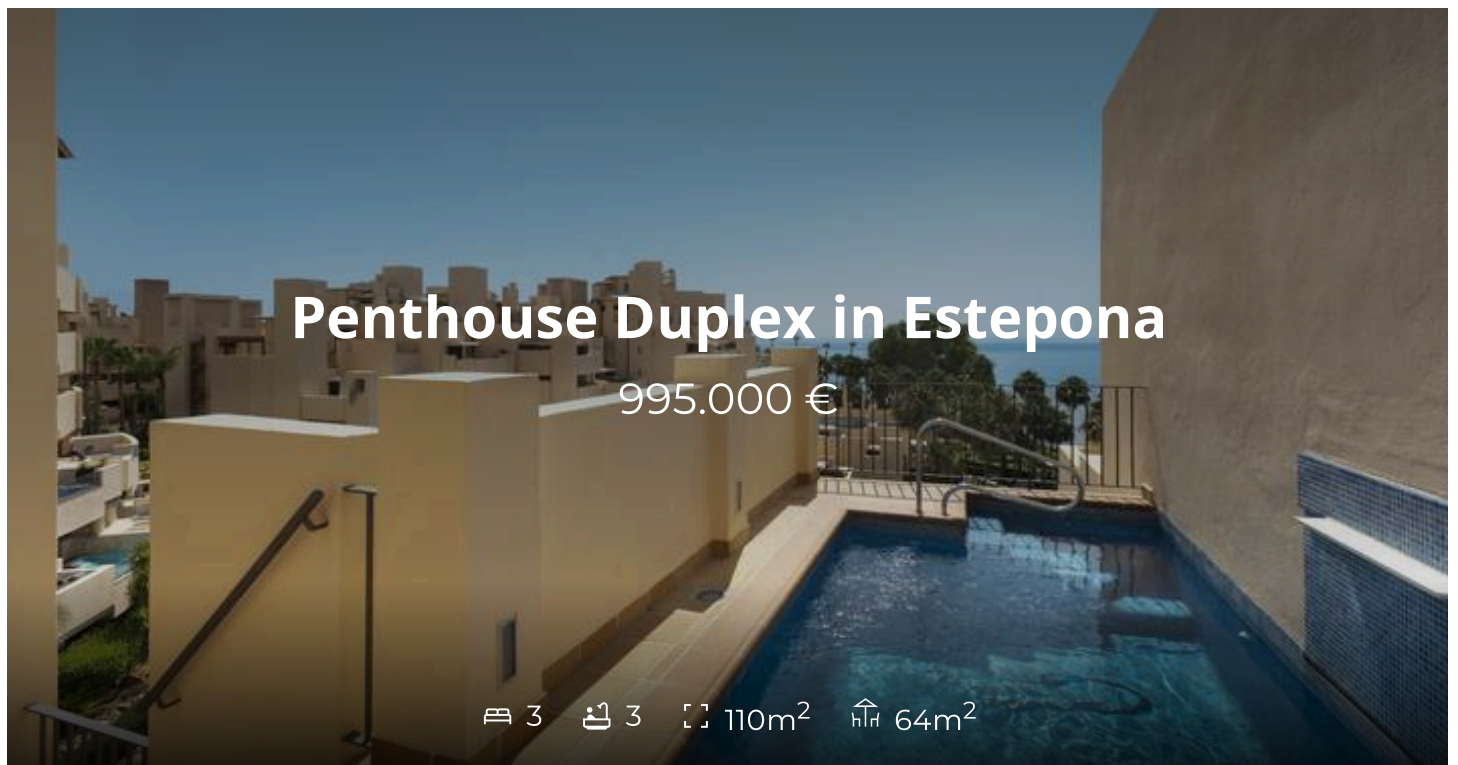 Penthouse Duplex in Estepona
995.000 €
3 3 110m² 64m²